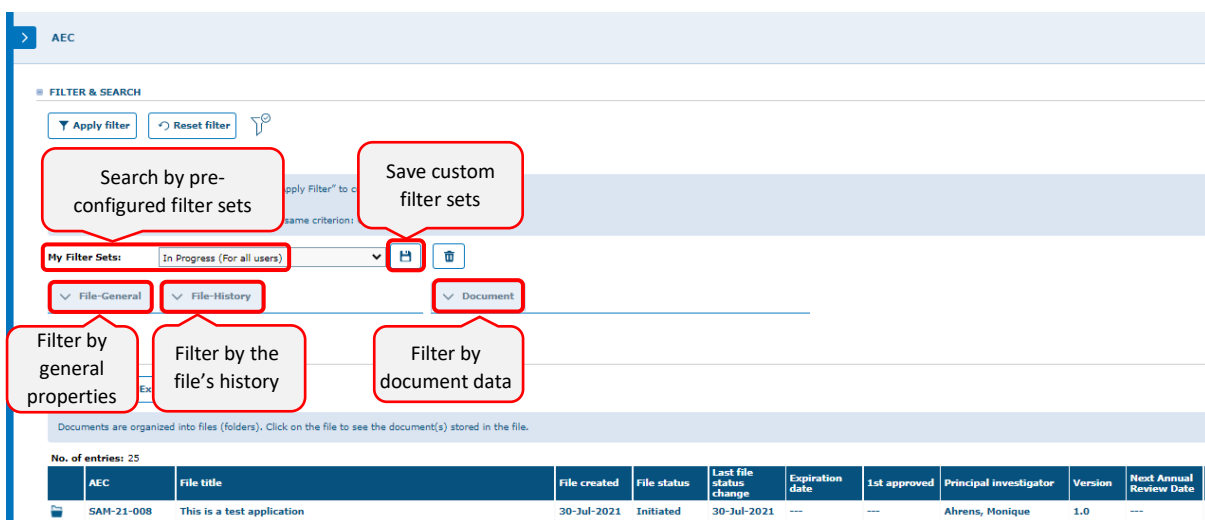 AEC
FILTER & SEARCH
Apply filter
Reset filter
Search by pre-
configured filter sets
Save custom
filter sets
pply Filter" to c
same criterion:
My Filter Sets:
In Progress (For all users)
File-General
File-History
Document
Filter by
general
properties
Filter by the
file's history
Filter by
document data
Ex
Documents are organized into files (folders). Click on the file to see the document(s) stored in the file.
No. of entries: 25
AEC File title File created File status Last file status change Expiration date 1st approved Principal investigator Version Next Annual Review Date
SAM-21-008 This is a test application 30-Jul-2021 Initiated 30-Jul-2021 --- --- Ahrens, Monique 1.0 ---